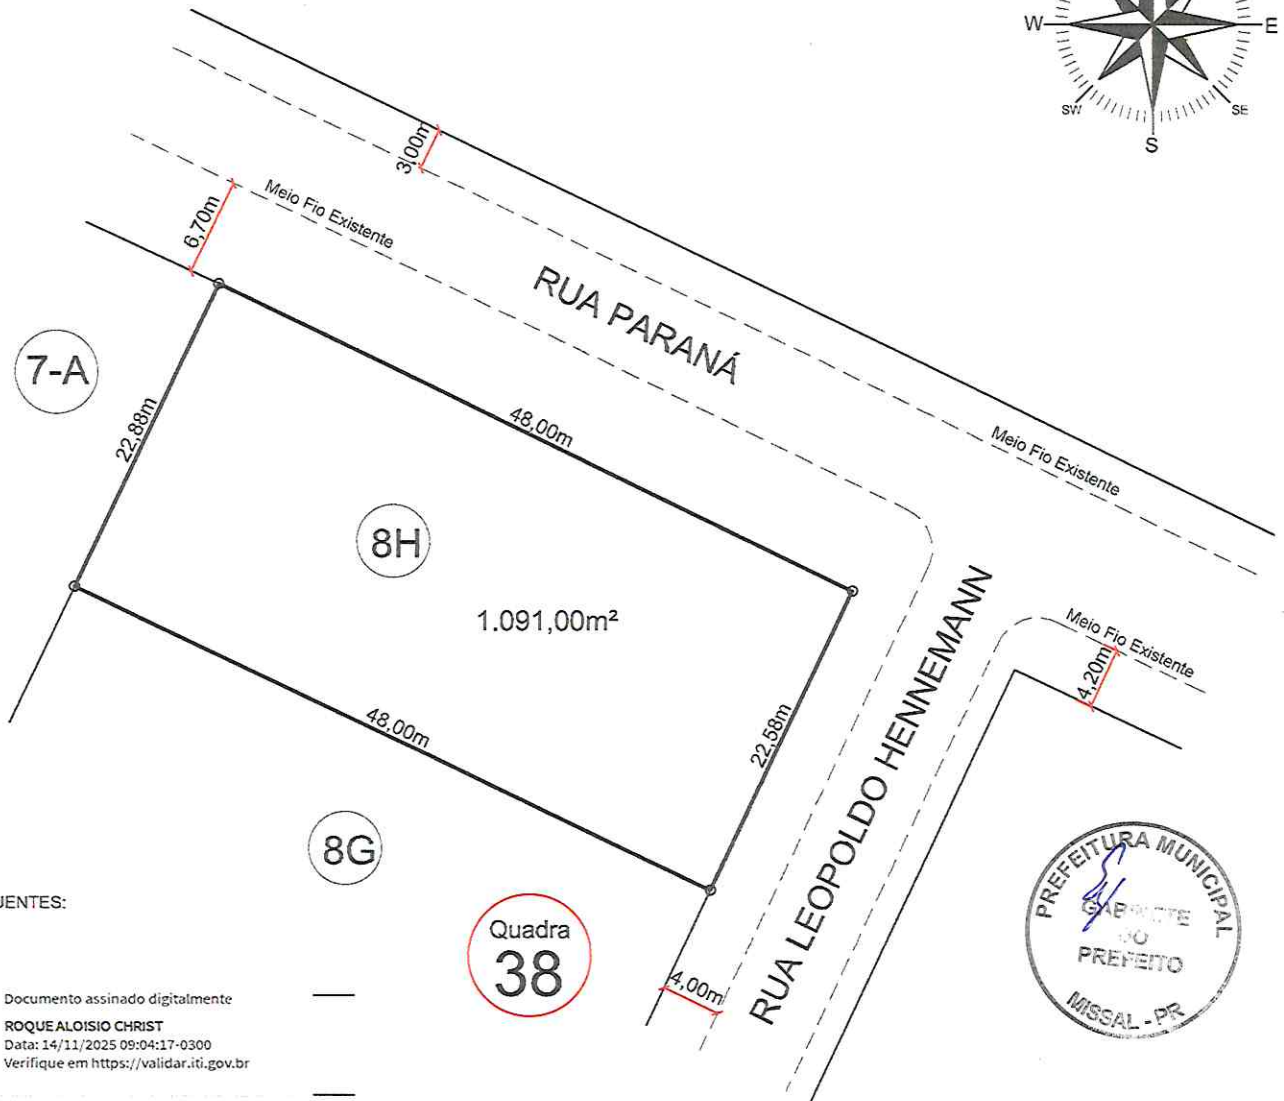 W
E
SW
SE
S
3,00m
6,70m
Meio Fio Existente
RUA PARANÁ
7-A
22,88m
48,00m
Meio Fio Existente
8H
1.091,00m²
RUA LEOPOLDO HENNEMANN
Meio Fio Existente
4,20m
48,00m
22,58m
8G
UENTES:
Quadra
38
4,00m
PREFEITURA MUNICIPAL
GABINETE
DO
PREFEITO
MISSAL - PR
Documento assinado digitalmente
ROQUE ALOISIO CHRIST
Data: 14/11/2025 09:04:17-0300
Verifique em https://validar.iti.gov.br